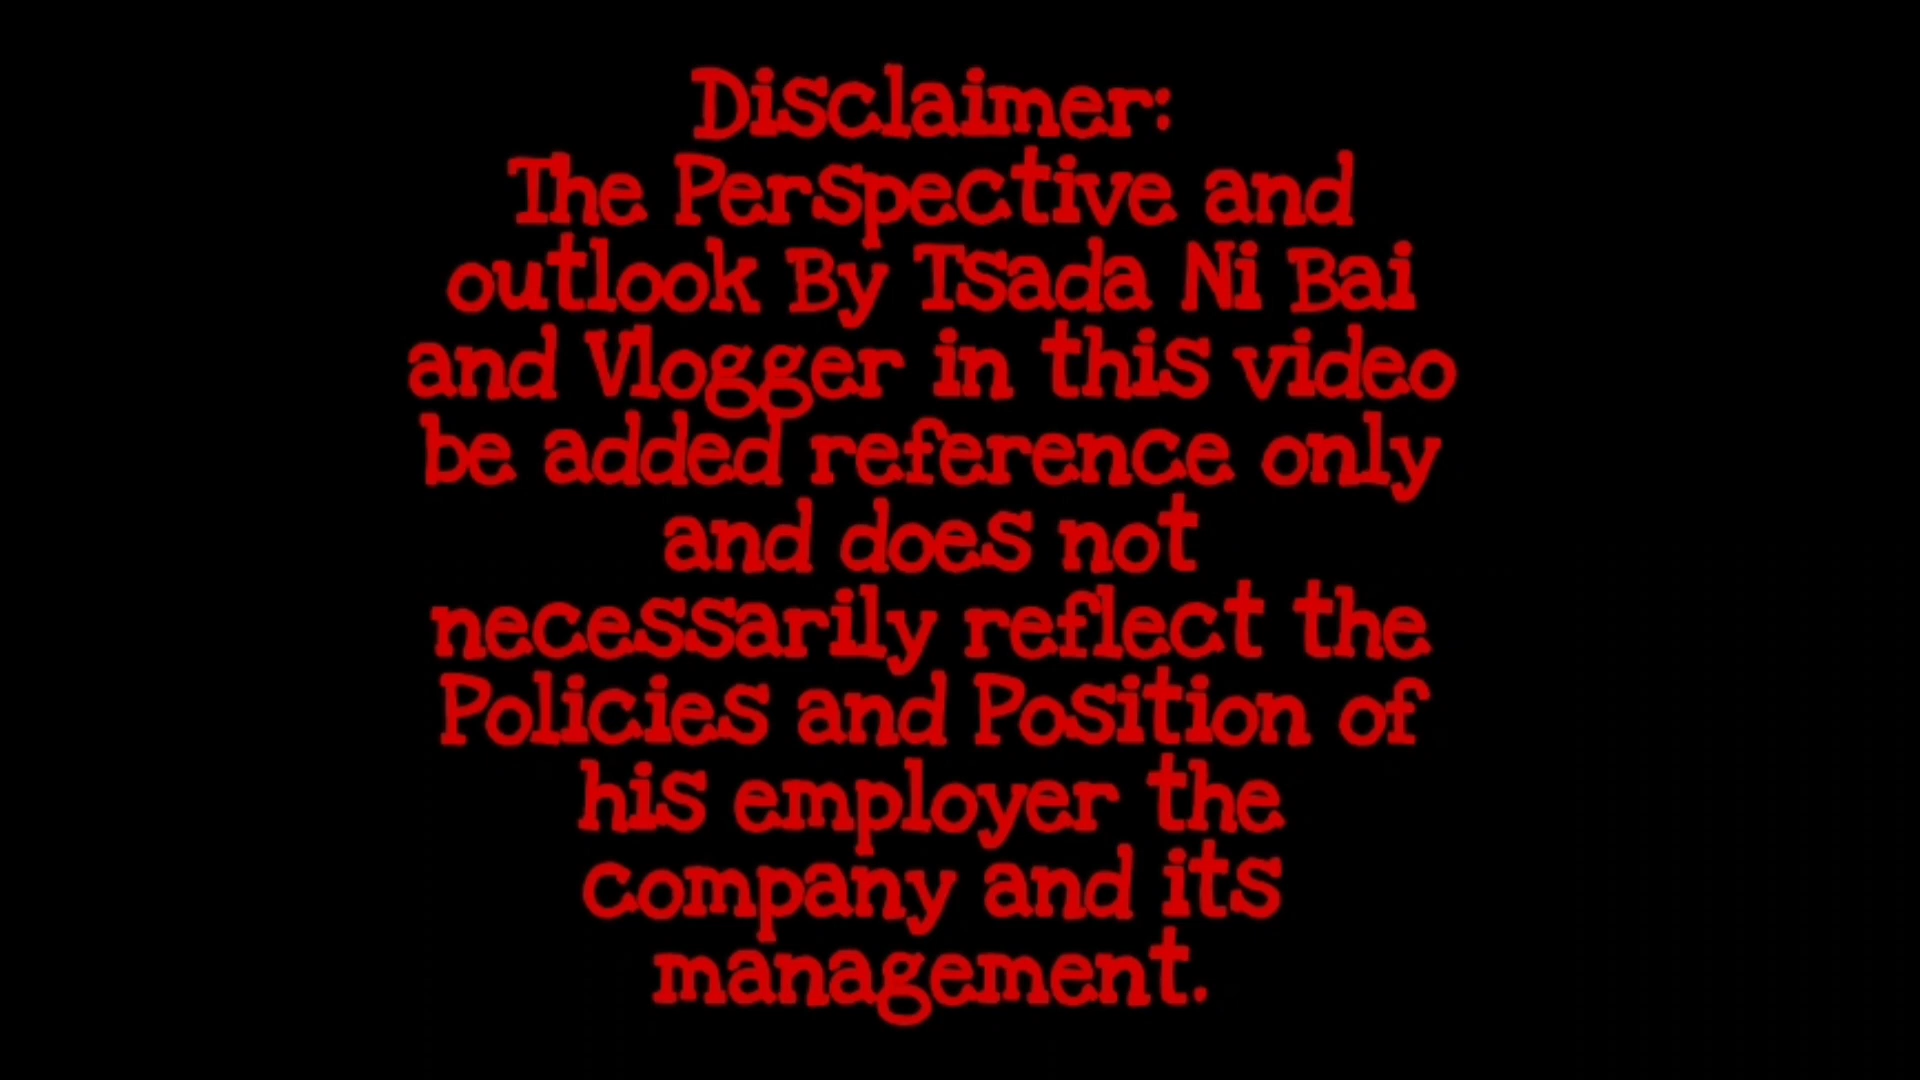 Disclaimer:
The Perspective and
outlook By Tsada Ni Bai
and Vlogger in this video
be added reference only
and does not
necessarily reflect the
Policies and Position of
his employer the
company and its
management.